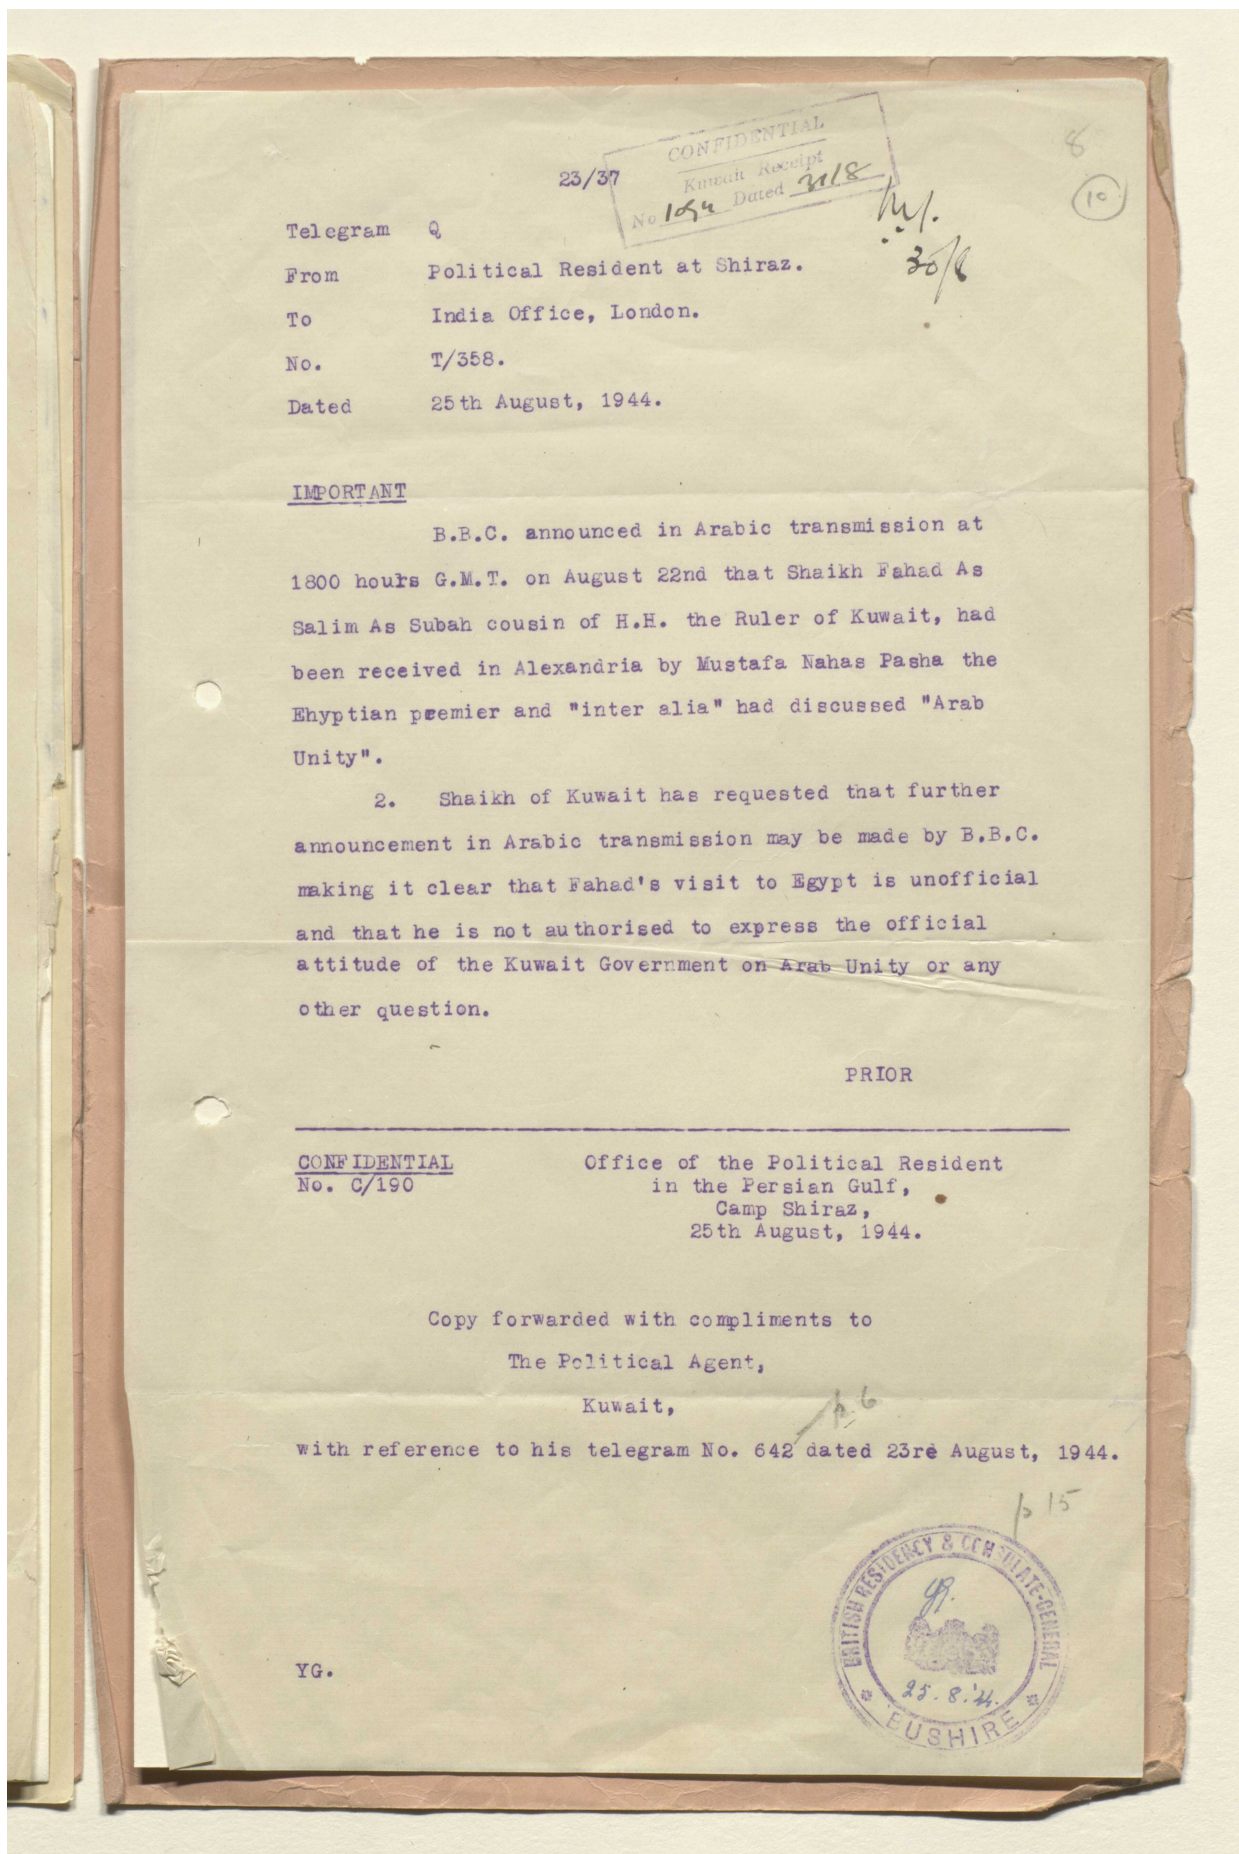 8
10
CONFIDENTIAL
Kuwait Receipt
No Dated 31/8
23/37
30/8
Telegram Q
From Political Resident at Shiraz.
To India Office, London.
No. T/358.
Dated 25th August, 1944.
IMPORTANT
B.B.C. announced in Arabic transmission at
1800 hours G.M.T. on August 22nd that Shaikh Fahad As
Salim As Subah cousin of H.H. the Ruler of Kuwait, had
been received in Alexandria by Mustafa Nahas Pasha the
Ehyptian premier and "inter alia" had discussed "Arab
Unity".
2. Shaikh of Kuwait has requested that further
announcement in Arabic transmission may be made by B.B.C.
making it clear that Fahad's visit to Egypt is unofficial
and that he is not authorised to express the official
attitude of the Kuwait Government on Arab Unity or any
other question.
PRIOR
CONFIDENTIAL
No. C/190
Office of the Political Resident
in the Persian Gulf,
Camp Shiraz,
25th August, 1944.
Copy forwarded with compliments to
The Political Agent,
Kuwait,
p. 6
with reference to his telegram No. 642 dated 23re August, 1944.
p 15
BRITISH RESIDENCY & CONSULATE-GENERAL
25.8.'44.
BUSHIRE
YG.